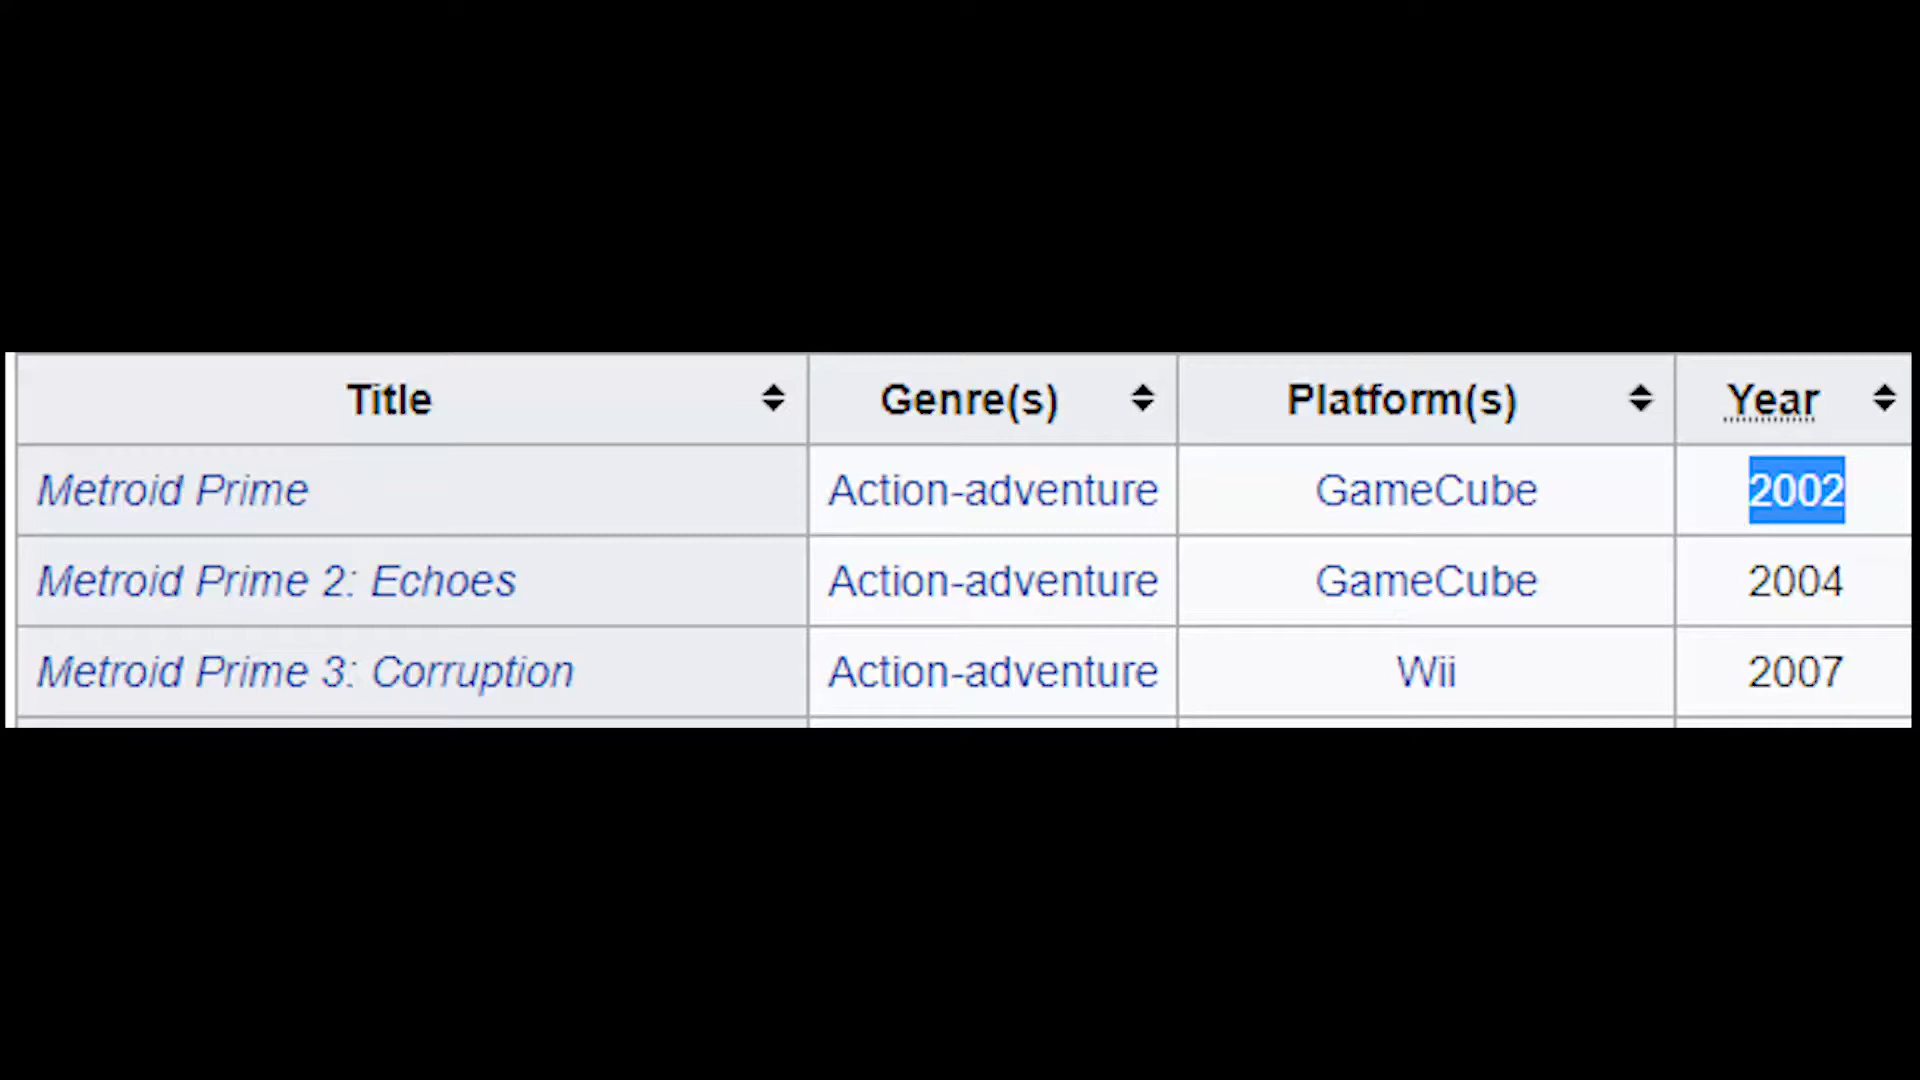 Title Genre(s) Platform(s) Year
Metroid Prime Action-adventure GameCube 2002
Metroid Prime 2: Echoes Action-adventure GameCube 2004
Metroid Prime 3: Corruption Action-adventure Wii 2007